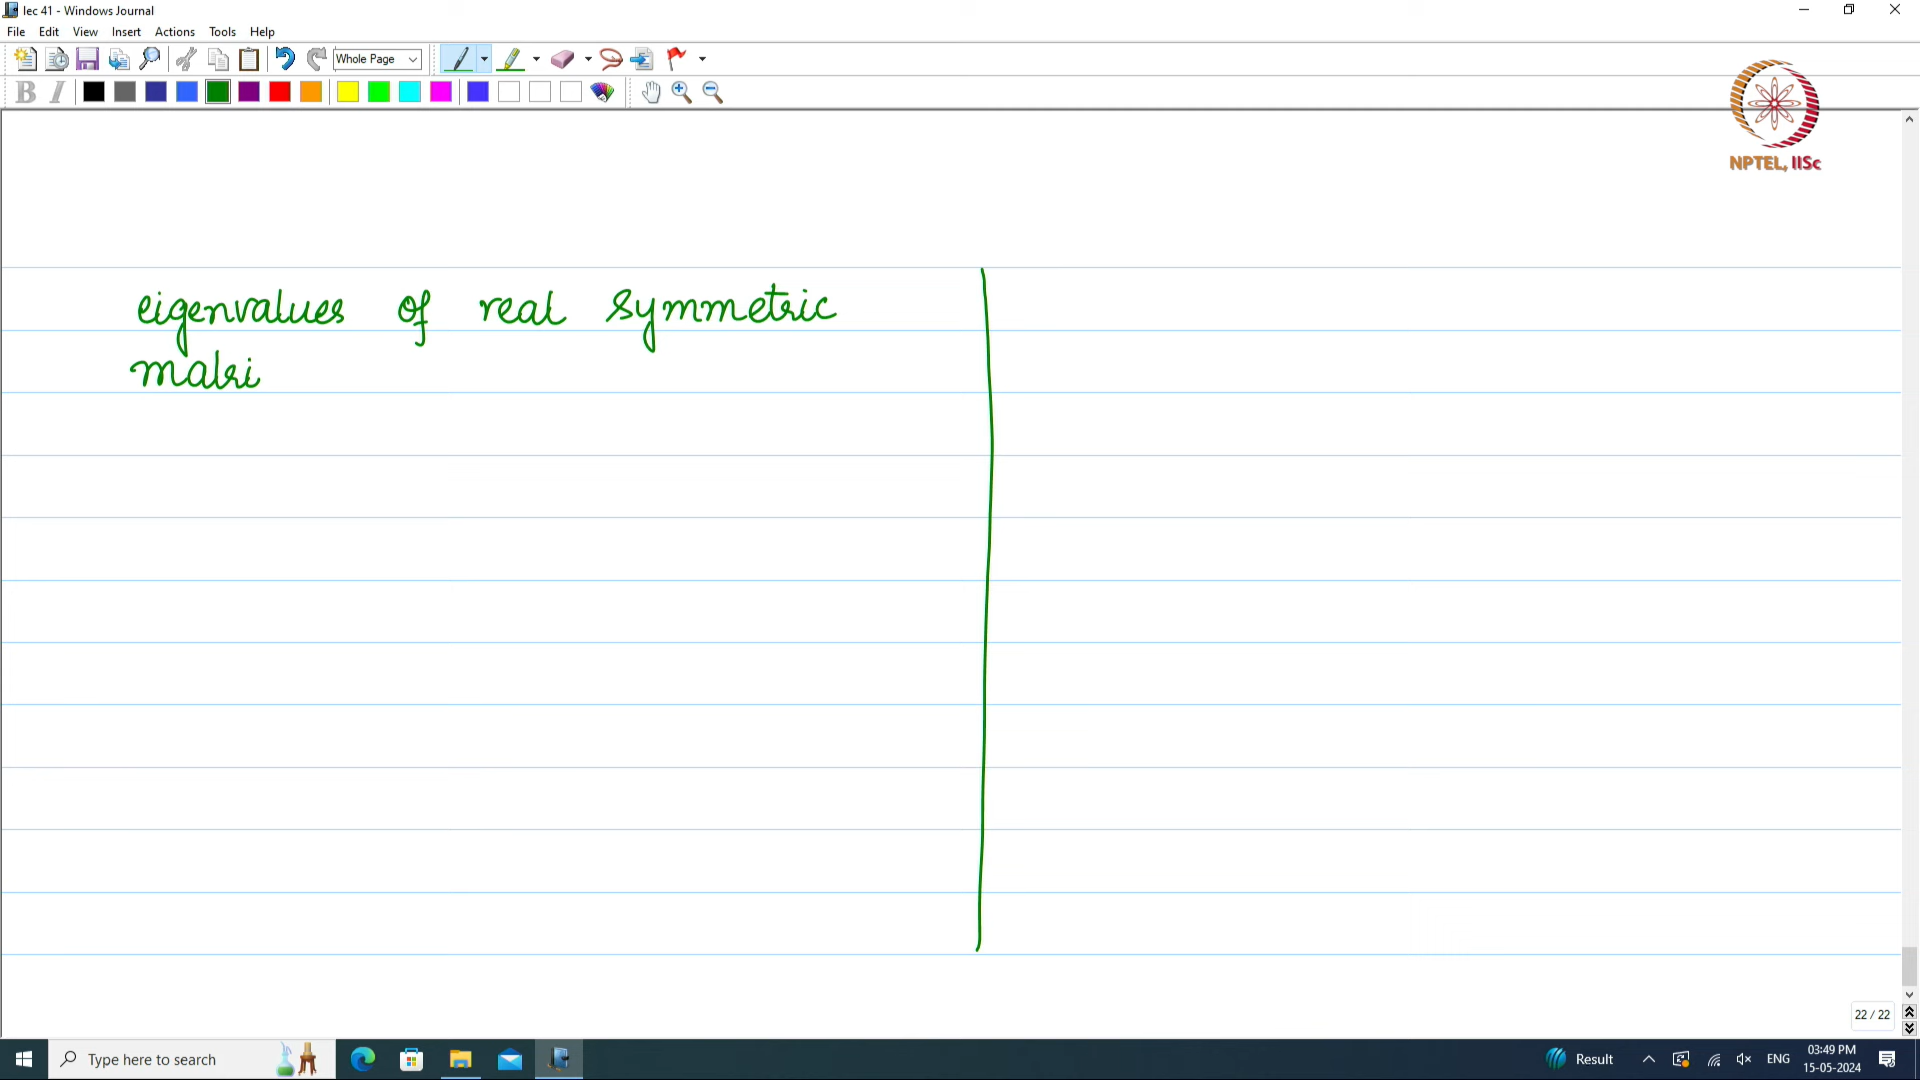 lec 41 - Windows Journal
File Edit View Insert Actions Tools Help
Whole Page
B I
NPTEL, IISc
eigenvalues of real symmetric
matri
22 / 22
Type here to search
Result
ENG
03:49 PM
15-05-2024